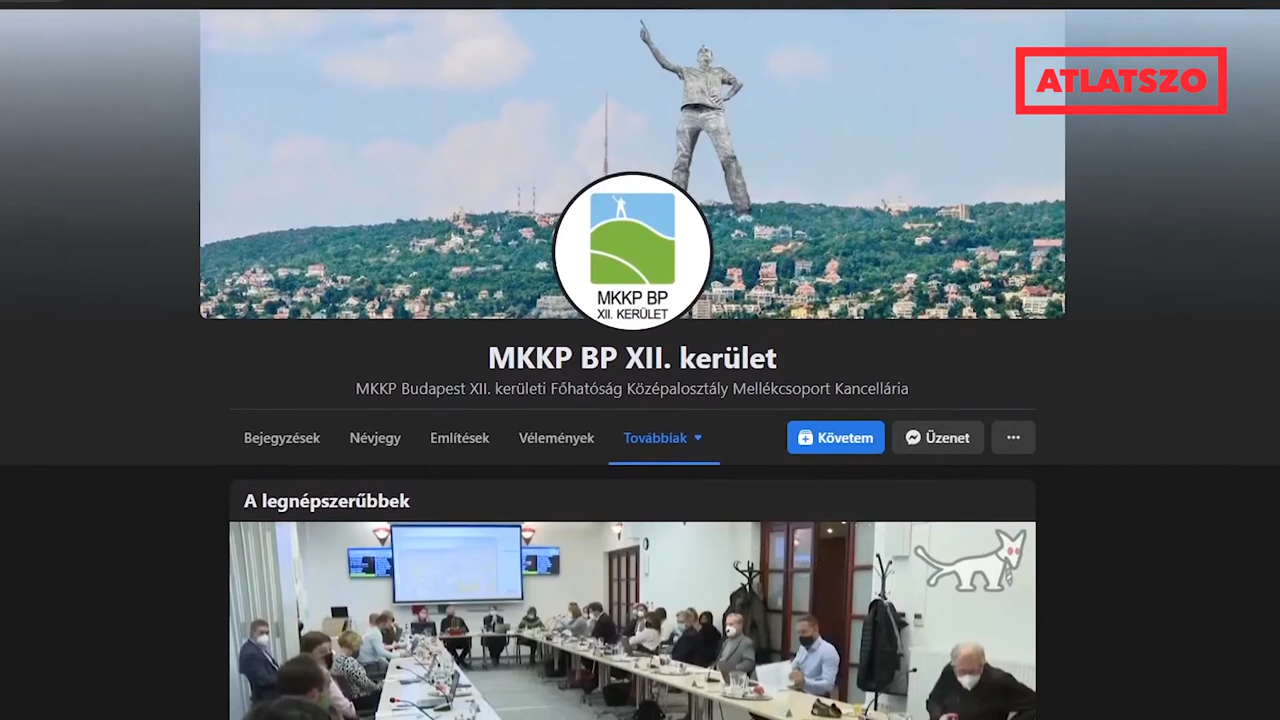 ATLATSZO
MKKP BP
XII. KERÜLET
MKKP BP XII. kerület
MKKP Budapest XII. kerületi Főhatóság Középalosztály Mellékcsoport Kancellária
Bejegyzések Névjegy Említések Vélemények Továbbiak Követem Üzenet
A legnépszerűbbek